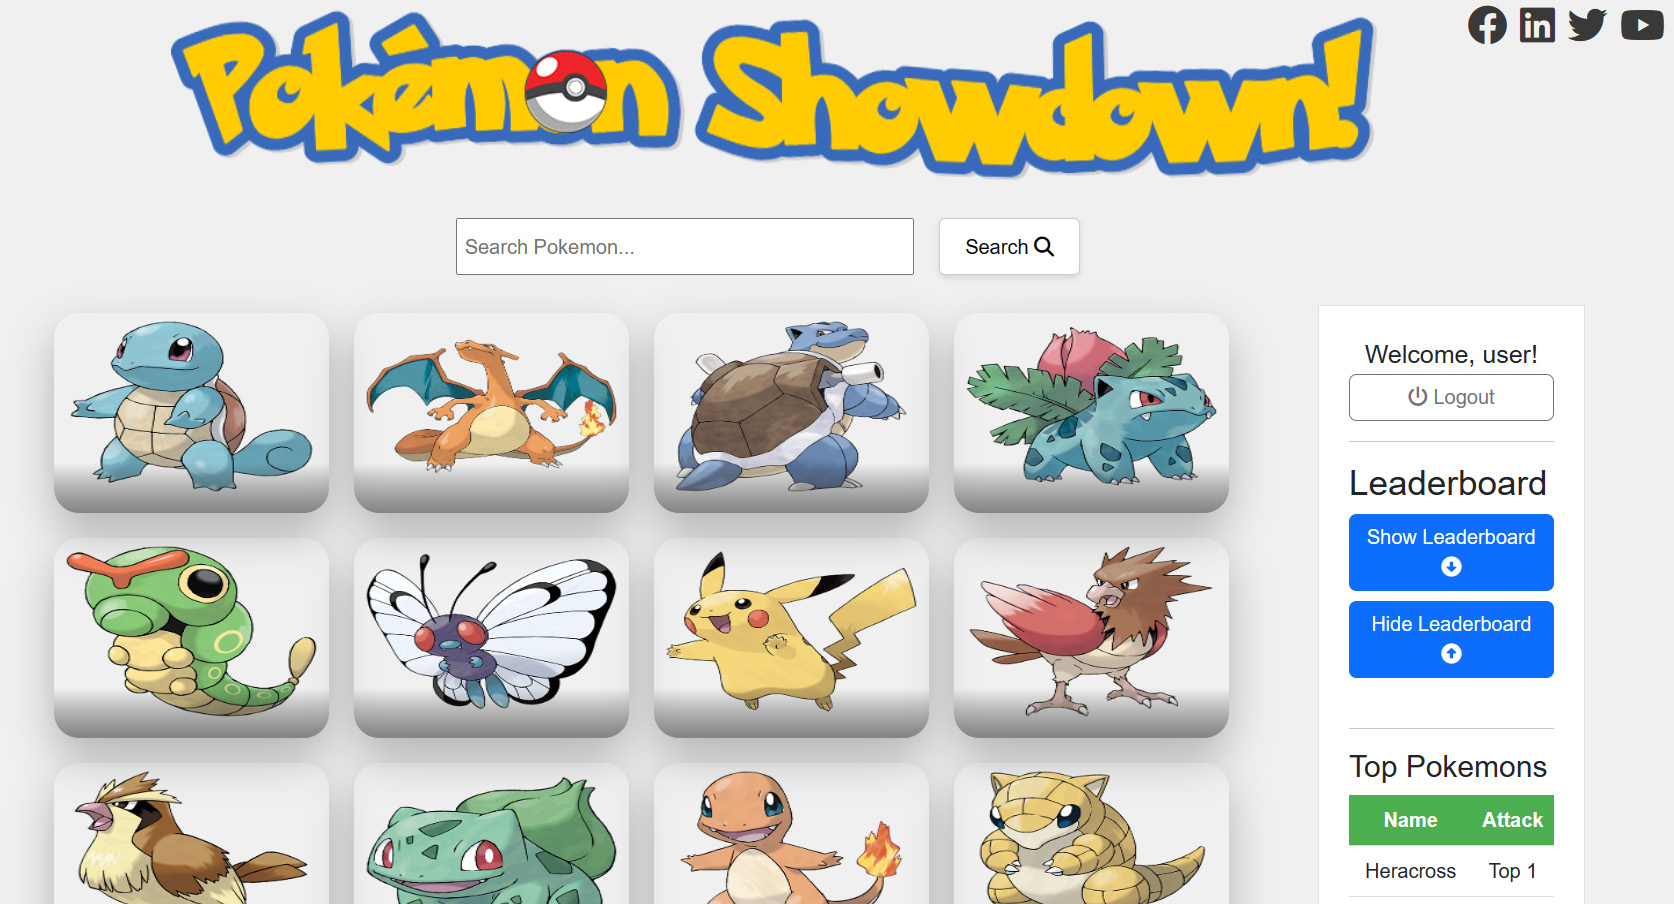 Pokémon Showdown!
Search Pokemon...
Search
Welcome, user!
Logout
Leaderboard
Show Leaderboard
Hide Leaderboard
Top Pokemons
Name Attack
Heracross Top 1